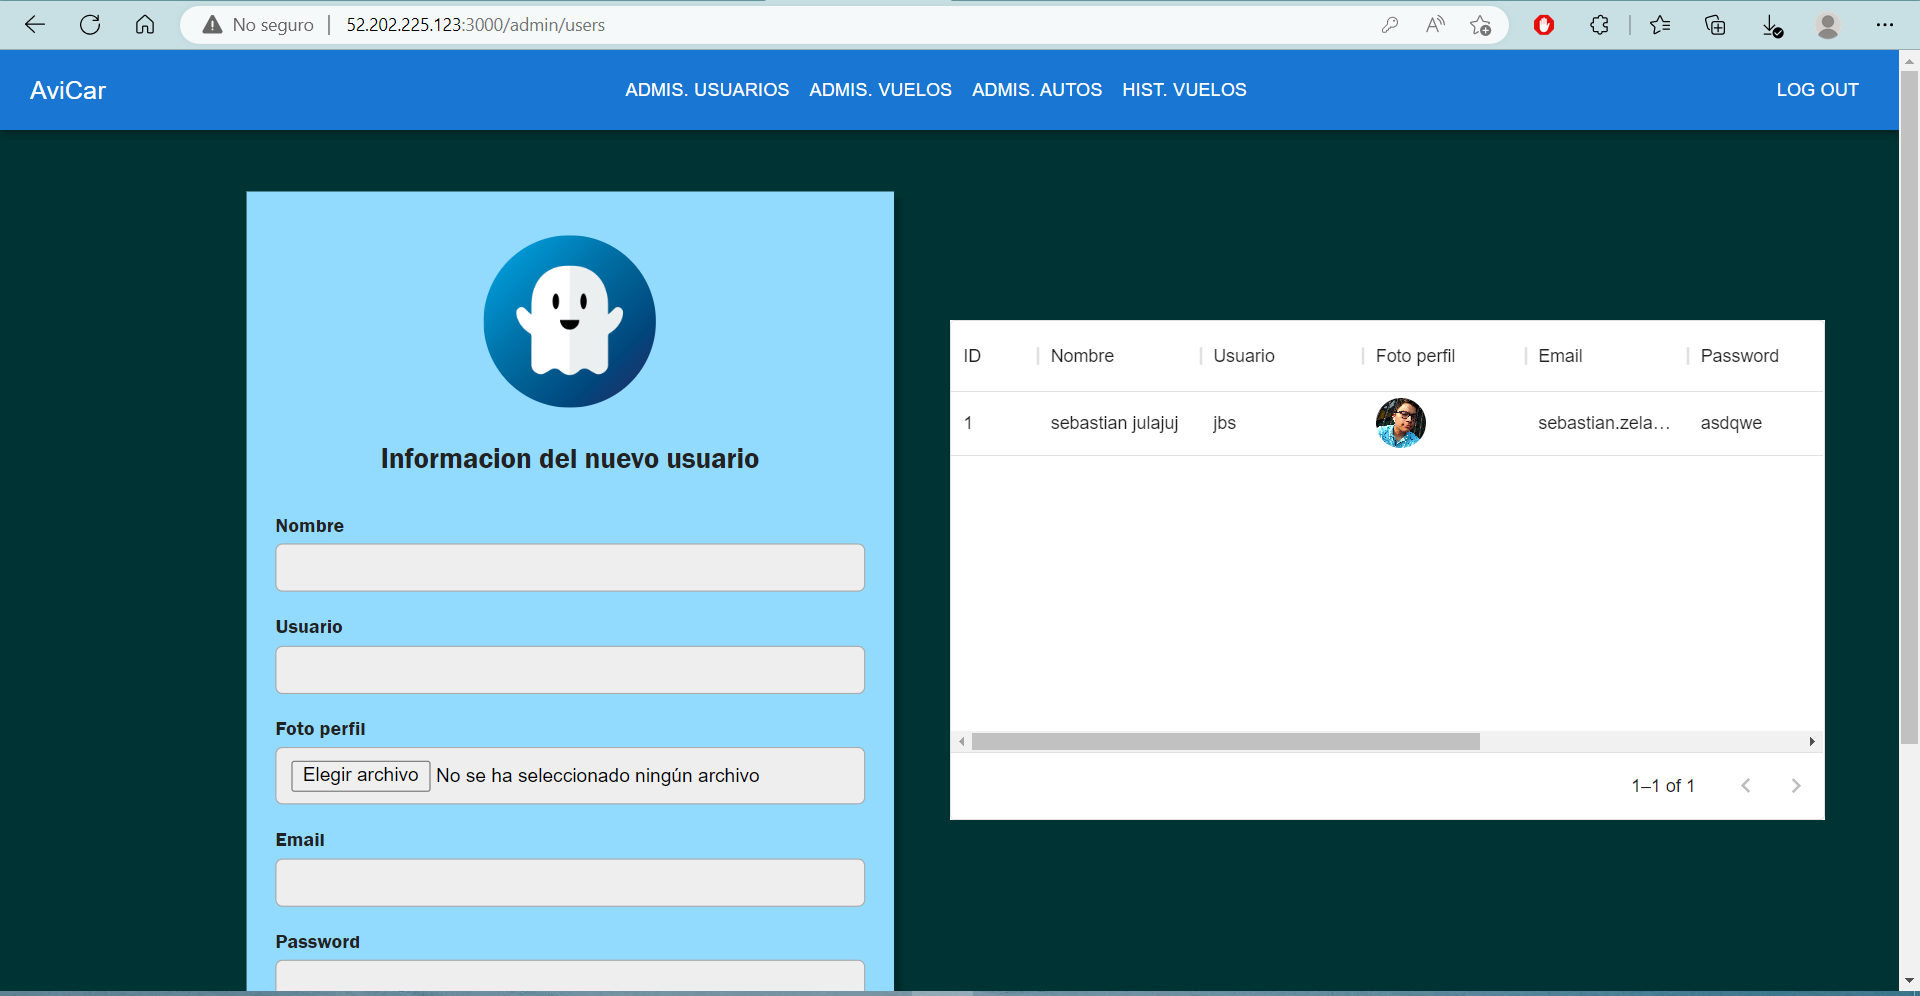 No seguro | 52.202.225.123:3000/admin/users
AviCar
ADMIS. USUARIOS ADMIS. VUELOS ADMIS. AUTOS HIST. VUELOS
LOG OUT
Informacion del nuevo usuario
Nombre
Usuario
Foto perfil
Elegir archivo No se ha seleccionado ningún archivo
Email
Password
ID Nombre Usuario Foto perfil Email Password
1 sebastian julajuj jbs sebastian.zela... asdqwe
1–1 of 1